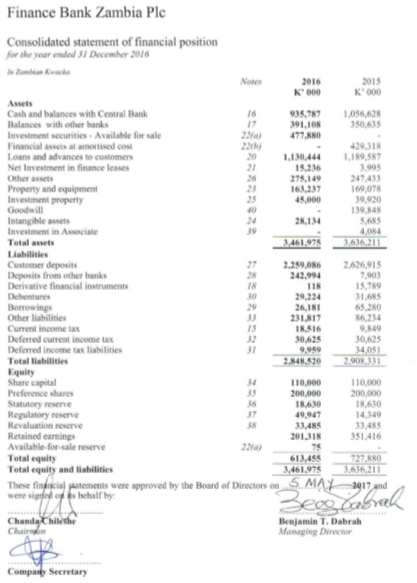 Finance Bank Zambia Plc
Consolidated statement of financial position
for the year ended 31 December 2016
In Zambian Kwacha
Notes 2016 2015
K' 000 K' 000
Assets
Cash and balances with Central Bank 16 935,787 1,056,628
Balances with other banks 17 391,108 350,635
Investment securities - Available for sale 22(a) 477,880
Financial assets at amortised cost 22(b) - 429,318
Loans and advances to customers 20 1,130,444 1,189,587
Net Investment in finance leases 21 15,236 3,995
Other assets 26 275,149 247,433
Property and equipment 23 163,237 169,078
Investment property 25 45,000 39,920
Goodwill 40 - 139,848
Intangible assets 24 28,134 5,685
Investment in Associate 39 - 4,084
Total assets 3,461,975 3,636,211
Liabilities
Customer deposits 27 2,259,086 2,626,915
Deposits from other banks 28 242,994 7,903
Derivative financial instruments 18 118 15,789
Debentures 30 29,224 31,685
Borrowings 29 26,181 65,280
Other liabilities 33 231,817 86,234
Current income tax 15 18,516 9,849
Deferred current income tax 32 30,625 30,625
Deferred income tax liabilities 31 9,959 34,051
Total liabilities 2,848,520 2,908,331
Equity
Share capital 34 110,000 110,000
Preference shares 35 200,000 200,000
Statutory reserve 36 18,630 18,630
Regulatory reserve 37 49,947 14,349
Revaluation reserve 38 33,485 33,485
Retained earnings 201,318 351,416
Available-for-sale reserve 22(a) 75 -
Total equity 613,455 727,880
Total equity and liabilities 3,461,975 3,636,211
These financial statements were approved by the Board of Directors on 5 MAY 2017 and
were signed on its behalf by:
Chanda Chilethe Benjamin T. Dabrah
Chairman Managing Director
Company Secretary